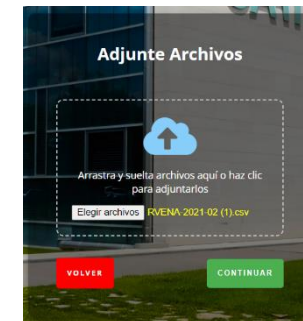 Adjunte Archivos
Arrastra y suelta archivos aquí o haz clic
para adjuntarlos
Elegir archivos RVENA-2021-02 (1).csv
VOLVER CONTINUAR